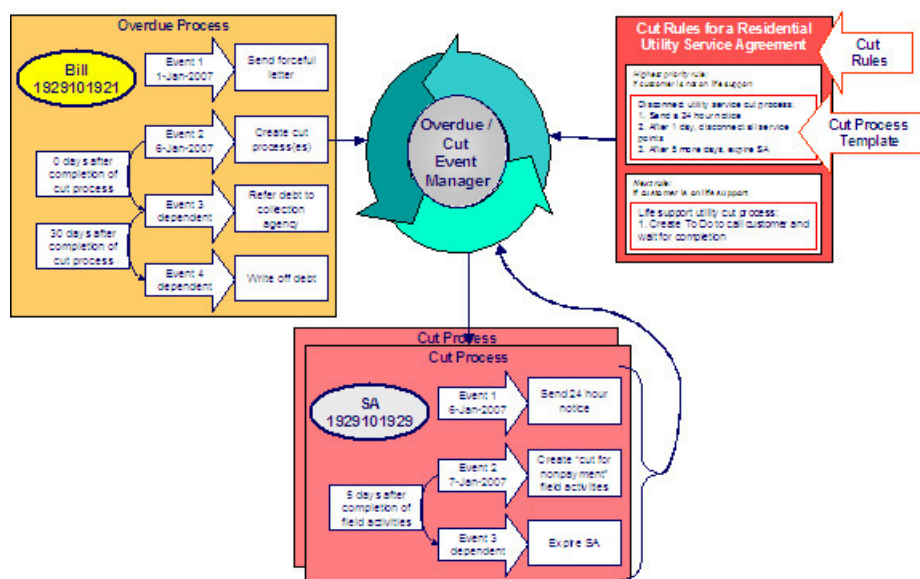 Overdue Process
Bill
1929101921
Event 1
1-Jan-2007
Send forceful
letter
Event 2
6-Jan-2007
Create cut
process(es)
0 days after
completion of
cut process
Event 3
dependent
Refer debt to
collection
agency
30 days after
completion of
cut process
Event 4
dependent
Write off debt
Overdue /
Cut
Event
Manager
Cut Rules for a Residential
Utility Service Agreement
Highest priority rule:
If customer is not on life support
Disconnect utility service cut process:
1. Send a 24 hour notice
2. After 1 day, disconnect all service
points
3. After 5 more days, expire SA
Next rule:
If customer is on life support
Life support utility cut process:
1. Create To Do to call customer and
wait for completion
Cut
Rules
Cut Process
Template
Cut Process
Cut Process
SA
1929101929
Event 1
6-Jan-2007
Send 24 hour
notice
Event 2
7-Jan-2007
Create "cut for
nonpayment"
field activities
5 days after
completion of
field activities
Event 3
dependent
Expire SA